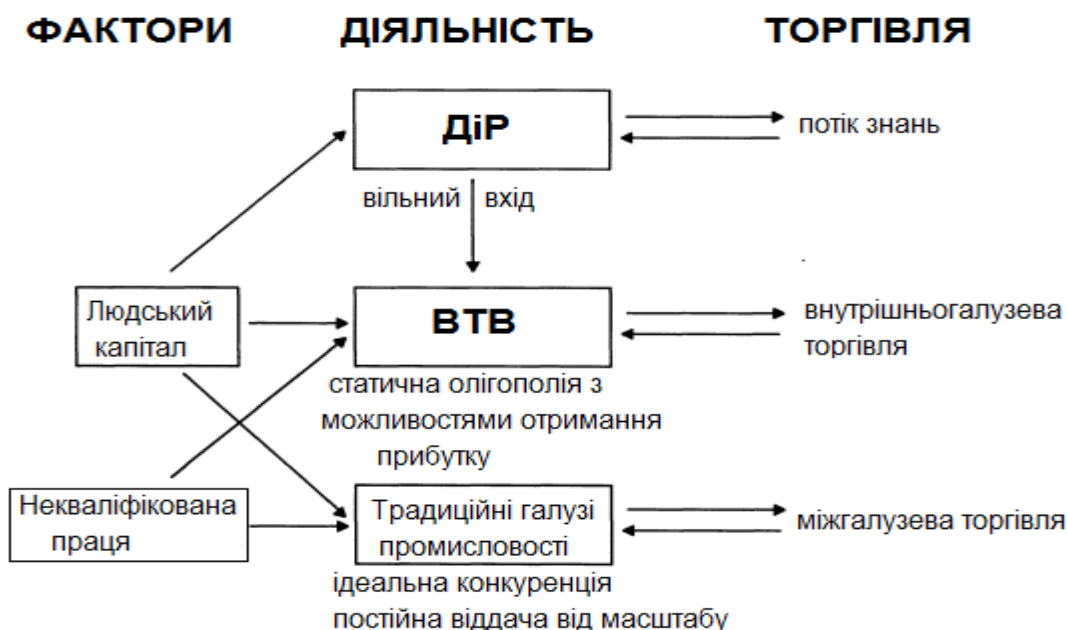 ФАКТОРИ ДІЯЛЬНІСТЬ ТОРГІВЛЯ
ДіР
потік знань
вільний вхід
Людський
капітал
ВТВ
внутрішньогалузева
торгівля
статична олігополія з
можливостями отримання
прибутку
Некваліфікована
праця
Традиційні галузі
промисловості
міжгалузева торгівля
ідеальна конкуренція
постійна віддача від масштабу